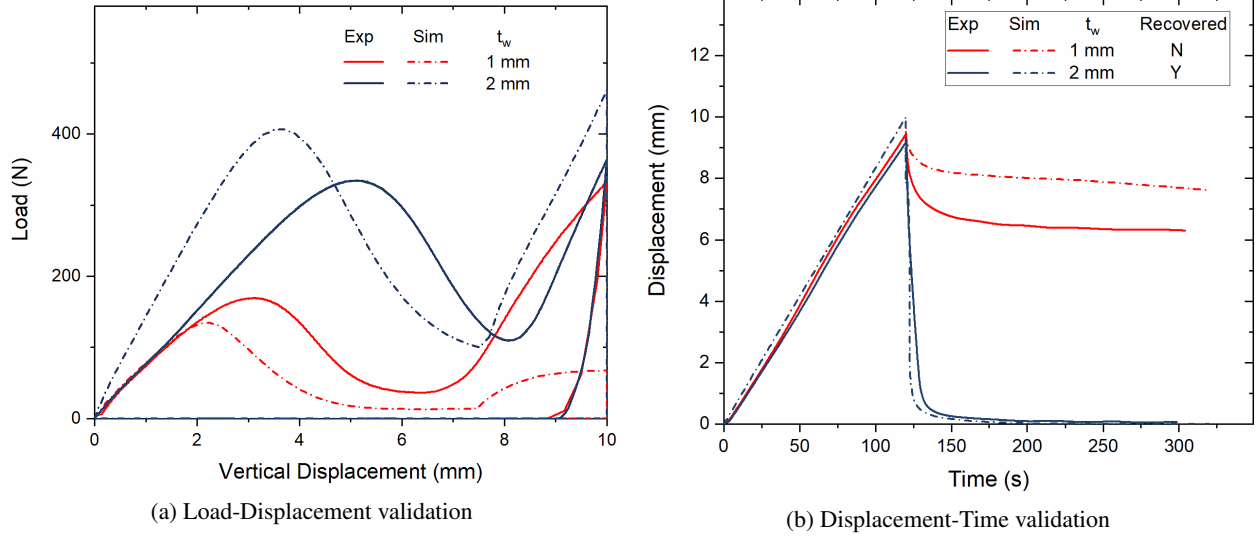 Exp Sim t_w
1 mm
2 mm
400
200
0
Load (N)
0 2 4 6 8 10
Vertical Displacement (mm)
(a) Load-Displacement validation
Exp Sim t_w Recovered
1 mm N
2 mm Y
12
10
8
6
4
2
0
Displacement (mm)
0 50 100 150 200 250 300
Time (s)
(b) Displacement-Time validation